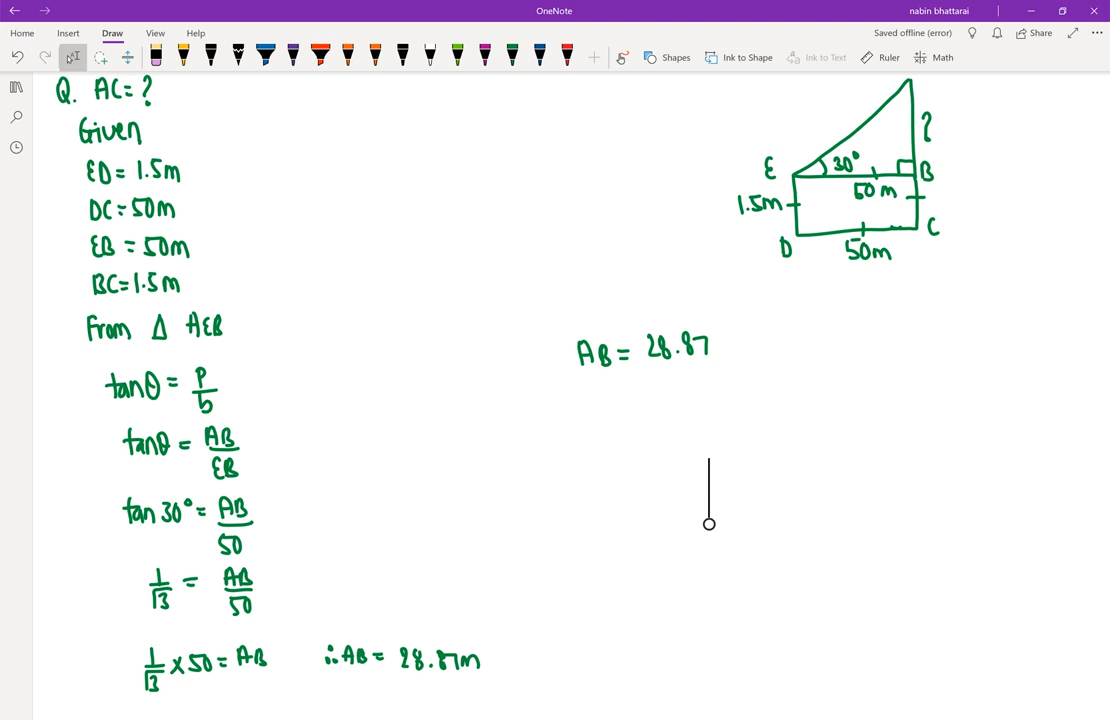 OneNote
nabin bhattarai
Home Insert Draw View Help
Saved offline (error)
Share
Shapes
Ink to Shape
Ink to Text
Ruler
Math
Q. AC = ?
Given
ED = 1.5m
DC = 50m
EB = 50m
BC = 1.5m
From Δ AEB
tanθ = P/b
tanθ = AB/EB
tan 30° = AB/50
1/√3 = AB/50
1/√3 × 50 = AB ∴ AB = 28.87m
?
E 30° B
50 m
1.5m
D C
50m
AB = 28.87